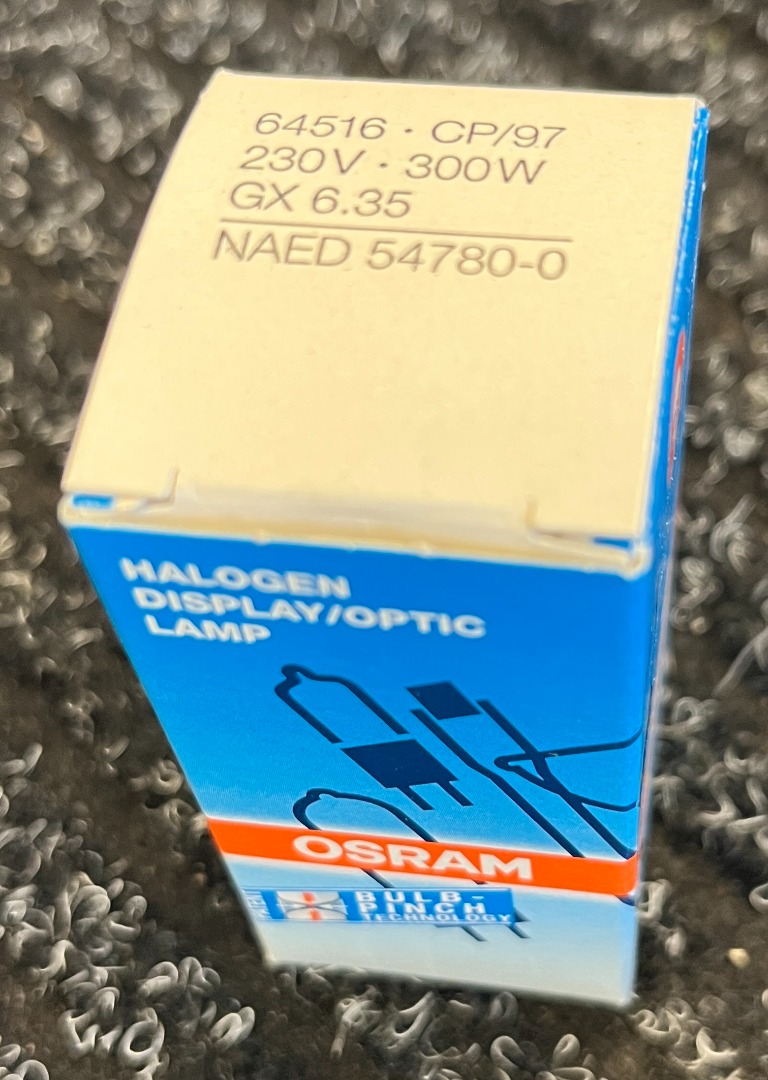 64516 · CP/97
230V · 300W
GX 6.35
NAED 54780-0
HALOGEN
DISPLAY/OPTIC
LAMP
OSRAM
BULB-
PINCH
TECHNOLOGY